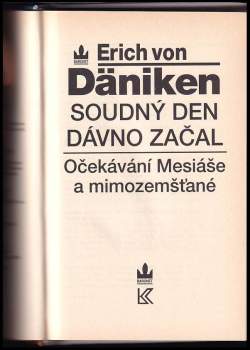 Erich von
Däniken
SOUDNÝ DEN
DÁVNO ZAČAL
Očekávání Mesiáše
a mimozemšťané